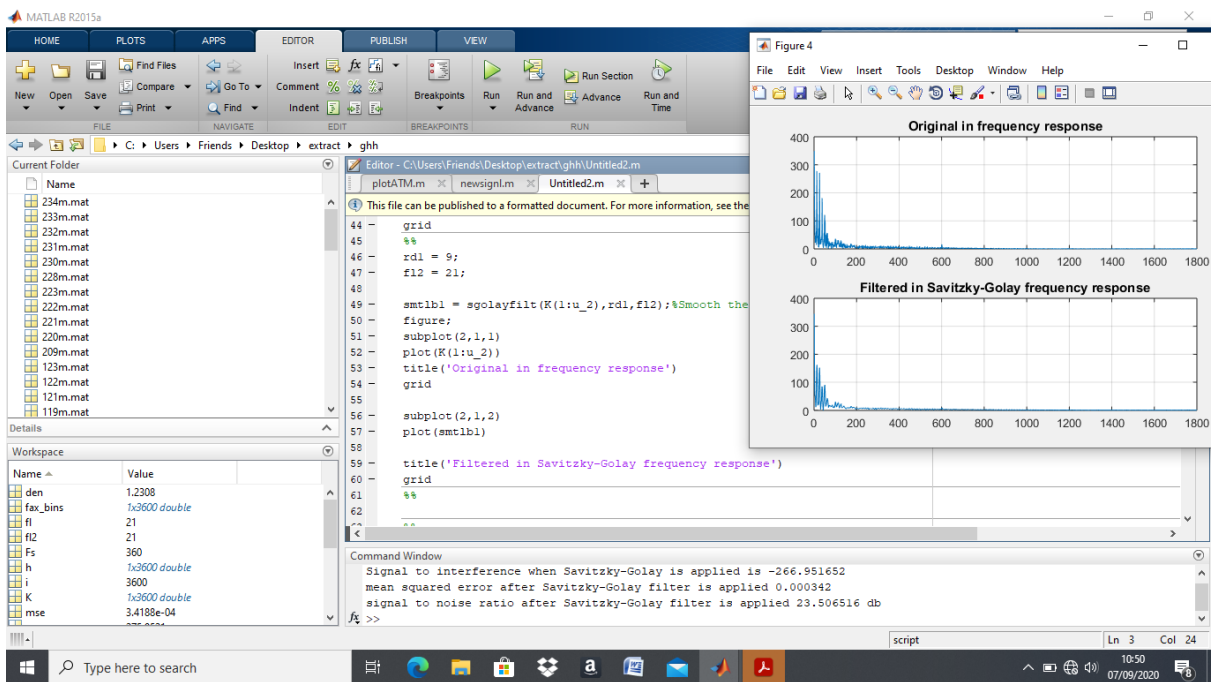 MATLAB R2015a
HOME PLOTS APPS EDITOR PUBLISH VIEW
New Open Save Find Files Compare Print
Go To Find
Insert fx
Comment %
Indent
Breakpoints
Run Run and Advance Run Section Advance Run and Time
FILE NAVIGATE EDIT BREAKPOINTS RUN
C: Users Friends Desktop extract ghh
Current Folder
Name
234m.mat
233m.mat
232m.mat
231m.mat
230m.mat
228m.mat
223m.mat
222m.mat
221m.mat
220m.mat
209m.mat
123m.mat
122m.mat
121m.mat
119m.mat
Details
Workspace
Name Value
den 1.2308
fax_bins 1x3600 double
fl 21
fl2 21
Fs 360
h 1x3600 double
i 3600
K 1x3600 double
mse 3.4188e-04
Editor - C:\Users\Friends\Desktop\extract\ghh\Untitled2.m
plotATM.m newsignl.m Untitled2.m +
This file can be published to a formatted document. For more information, see the
44 – grid
45 %%
46 – rd1 = 9;
47 – fl2 = 21;
48
49 – smtlb1 = sgolayfilt(K(1:u_2),rd1,fl2);%Smooth the
50 – figure;
51 – subplot(2,1,1)
52 – plot(K(1:u_2))
53 – title('Original in frequency response')
54 – grid
55
56 – subplot(2,1,2)
57 – plot(smtlb1)
58
59 – title('Filtered in Savitzky-Golay frequency response')
60 – grid
61 %%
62
Command Window
Signal to interference when Savitzky-Golay is applied is -266.951652
mean squared error after Savitzky-Golay filter is applied 0.000342
signal to noise ratio after Savitzky-Golay filter is applied 23.506516 db
fx >>
script Ln 3 Col 24
Figure 4
File Edit View Insert Tools Desktop Window Help
Original in frequency response
400
300
200
100
0
0 200 400 600 800 1000 1200 1400 1600 1800
Filtered in Savitzky-Golay frequency response
400
300
200
100
0
0 200 400 600 800 1000 1200 1400 1600 1800
Type here to search
a
10:50
07/09/2020
8